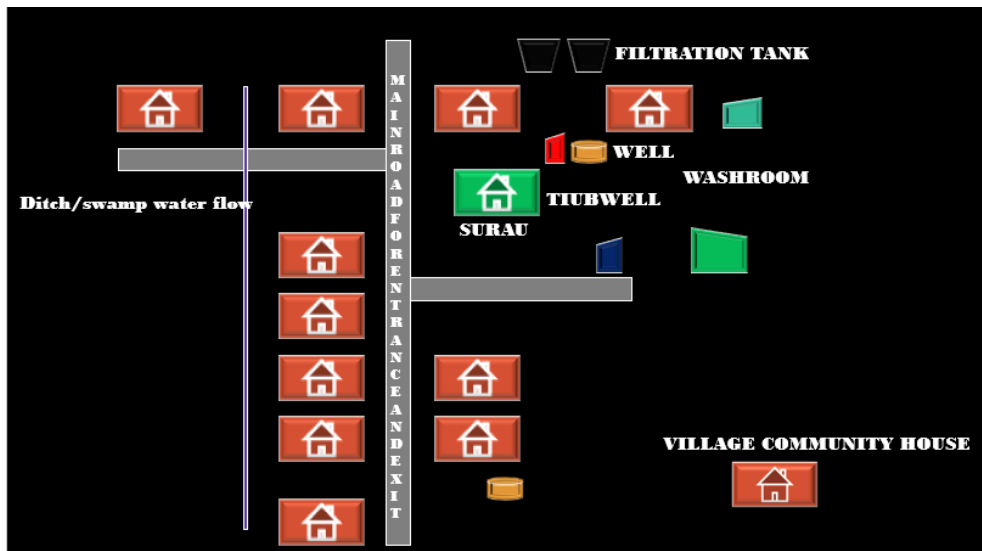 FILTRATION TANK
MAINROADFORENTRANCEANDEXIT
WELL
WASHROOM
TIUBWELL
Ditch/swamp water flow
SURAU
VILLAGE COMMUNITY HOUSE